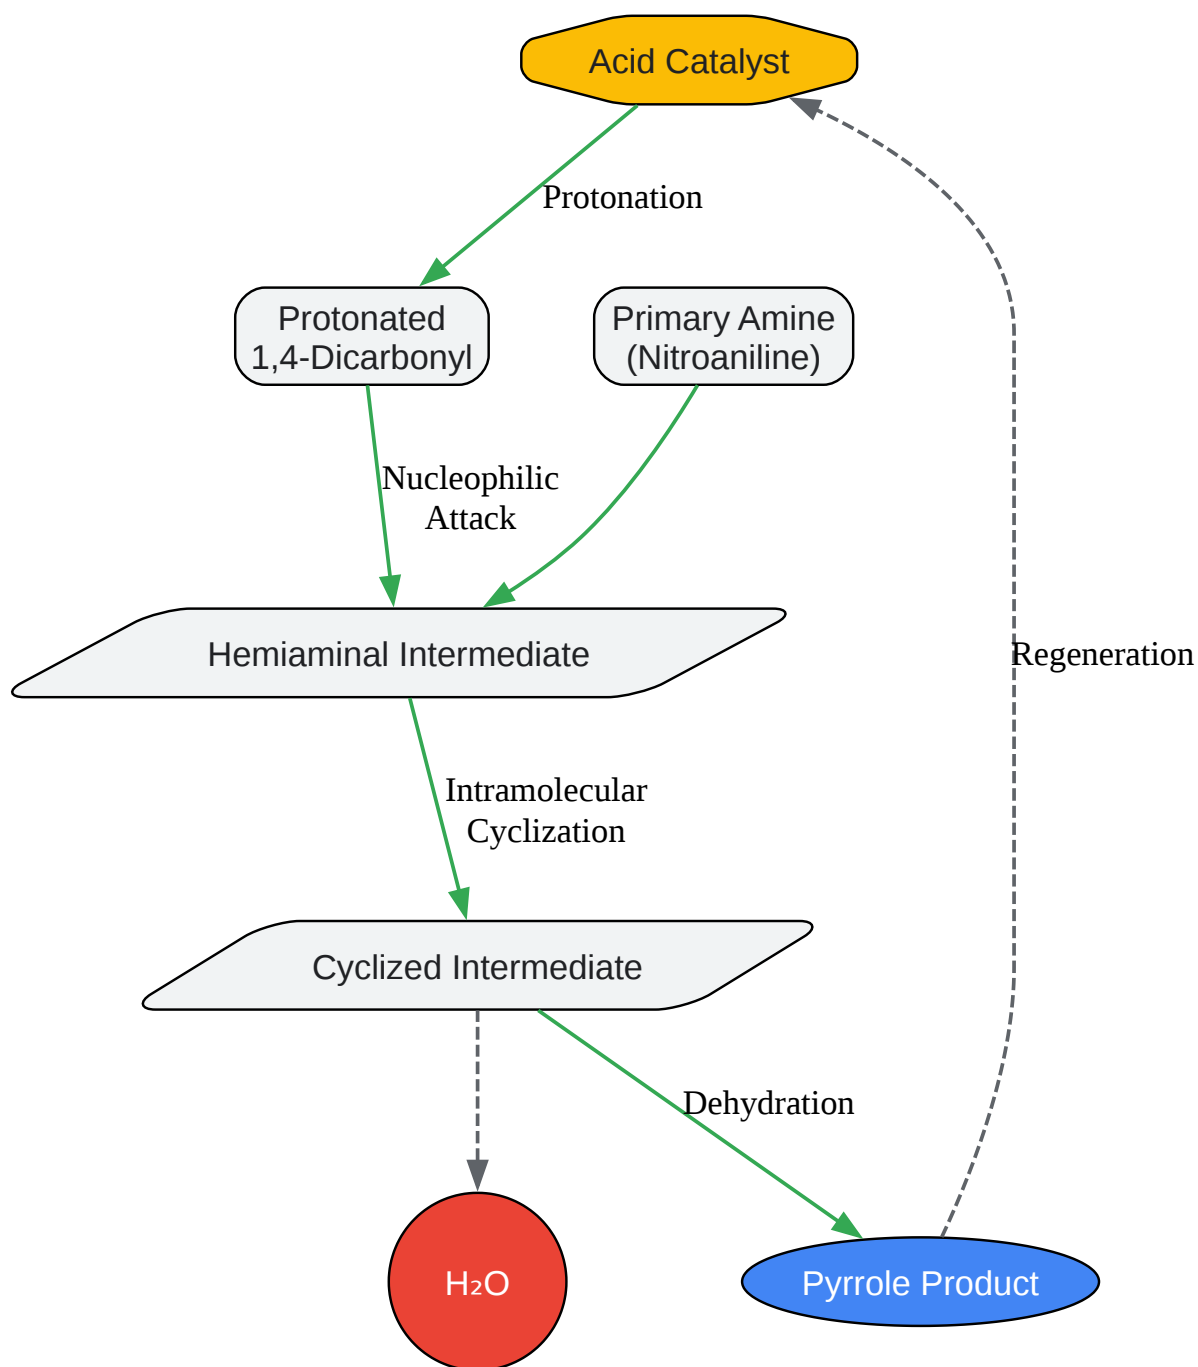 Acid Catalyst
Protonation
Protonated
1,4-Dicarbonyl
Primary Amine
(Nitroaniline)
Nucleophilic
Attack
Hemiaminal Intermediate
Regeneration
Intramolecular
Cyclization
Cyclized Intermediate
Dehydration
H₂O
Pyrrole Product